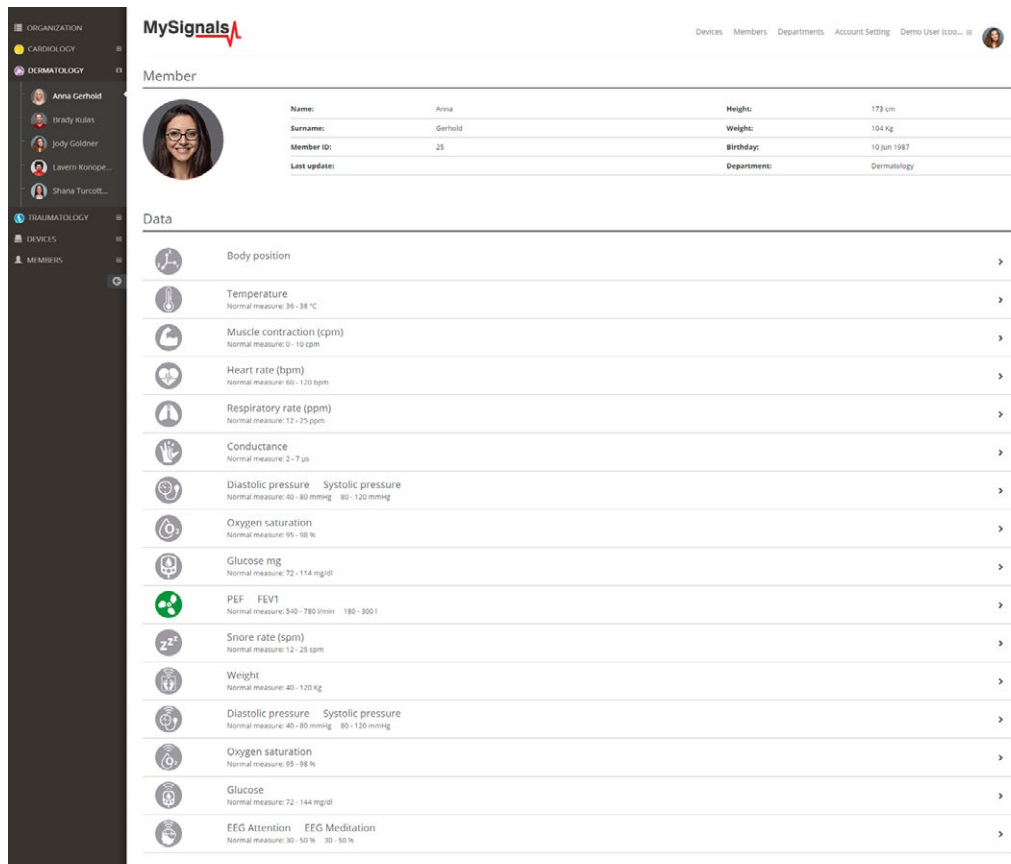 ORGANIZATION
CARDIOLOGY
DERMATOLOGY
Anna Gerhold
Brady Kulas
Jody Goldner
Lavern Konope...
Shana Turcott...
TRAUMATOLOGY
DEVICES
MEMBERS
MySignals
Devices Members Departments Account Setting Demo User (coo...
Member
Name: Anna Height: 173 cm
Surname: Gerhold Weight: 104 Kg
Member ID: 25 Birthday: 10 Jun 1987
Last update: Department: Dermatology
Data
Body position
Temperature
Normal measure: 36 - 38 °C
Muscle contraction (cpm)
Normal measure: 0 - 10 cpm
Heart rate (bpm)
Normal measure: 60 - 120 bpm
Respiratory rate (ppm)
Normal measure: 12 - 25 ppm
Conductance
Normal measure: 2 - 7 µs
Diastolic pressure Systolic pressure
Normal measure: 40 - 80 mmHg 80 - 120 mmHg
Oxygen saturation
Normal measure: 95 - 98 %
Glucose mg
Normal measure: 72 - 114 mg/dl
PEF FEV1
Normal measure: 540 - 780 l/min 180 - 300 l
Snore rate (spm)
Normal measure: 12 - 25 spm
Weight
Normal measure: 40 - 120 Kg
Diastolic pressure Systolic pressure
Normal measure: 40 - 80 mmHg 80 - 120 mmHg
Oxygen saturation
Normal measure: 95 - 98 %
Glucose
Normal measure: 72 - 144 mg/dl
EEG Attention EEG Meditation
Normal measure: 30 - 50 % 30 - 50 %